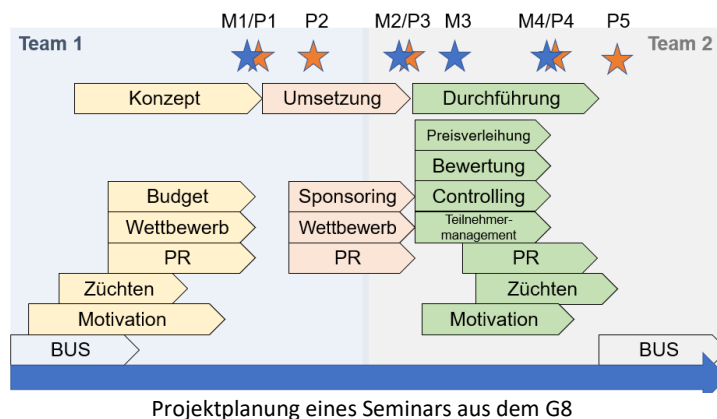 M1/P1 P2 M2/P3 M3 M4/P4 P5
Team 1 Team 2
Konzept Umsetzung Durchführung
Preisverleihung
Bewertung
Budget Sponsoring Controlling
Wettbewerb Wettbewerb Teilnehmer-
management
PR PR PR
Züchten Züchten
Motivation Motivation
BUS BUS
Projektplanung eines Seminars aus dem G8